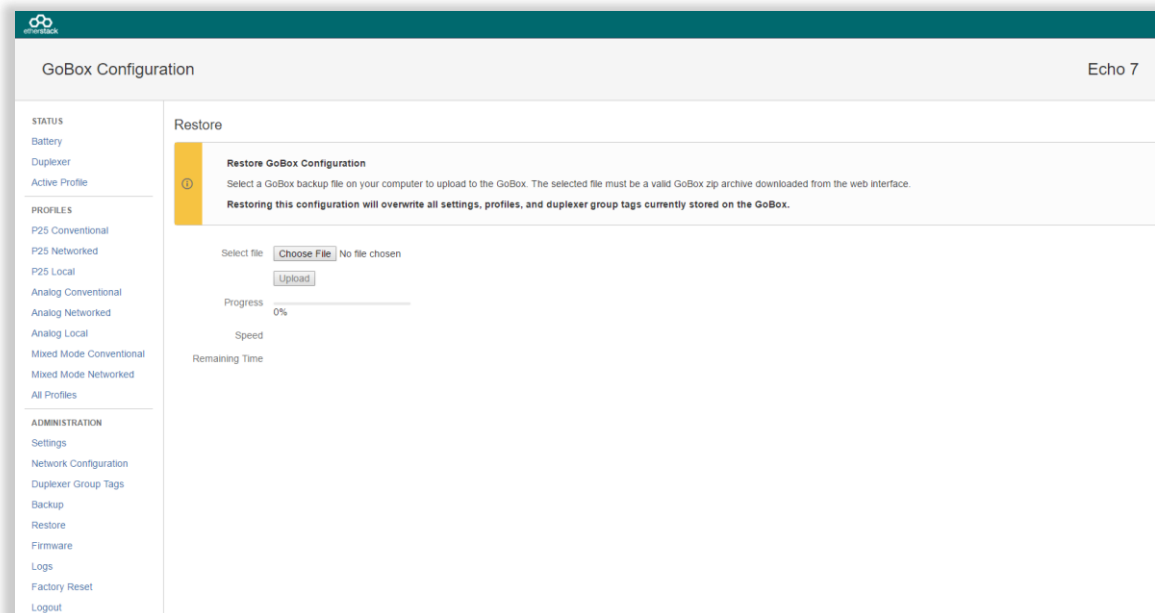 etherstack
GoBox Configuration
Echo 7
STATUS
Battery
Duplexer
Active Profile
PROFILES
P25 Conventional
P25 Networked
P25 Local
Analog Conventional
Analog Networked
Analog Local
Mixed Mode Conventional
Mixed Mode Networked
All Profiles
ADMINISTRATION
Settings
Network Configuration
Duplexer Group Tags
Backup
Restore
Firmware
Logs
Factory Reset
Logout
Restore
Restore GoBox Configuration
Select a GoBox backup file on your computer to upload to the GoBox. The selected file must be a valid GoBox zip archive downloaded from the web interface.
Restoring this configuration will overwrite all settings, profiles, and duplexer group tags currently stored on the GoBox.
Select file Choose File No file chosen
Upload
Progress
0%
Speed
Remaining Time